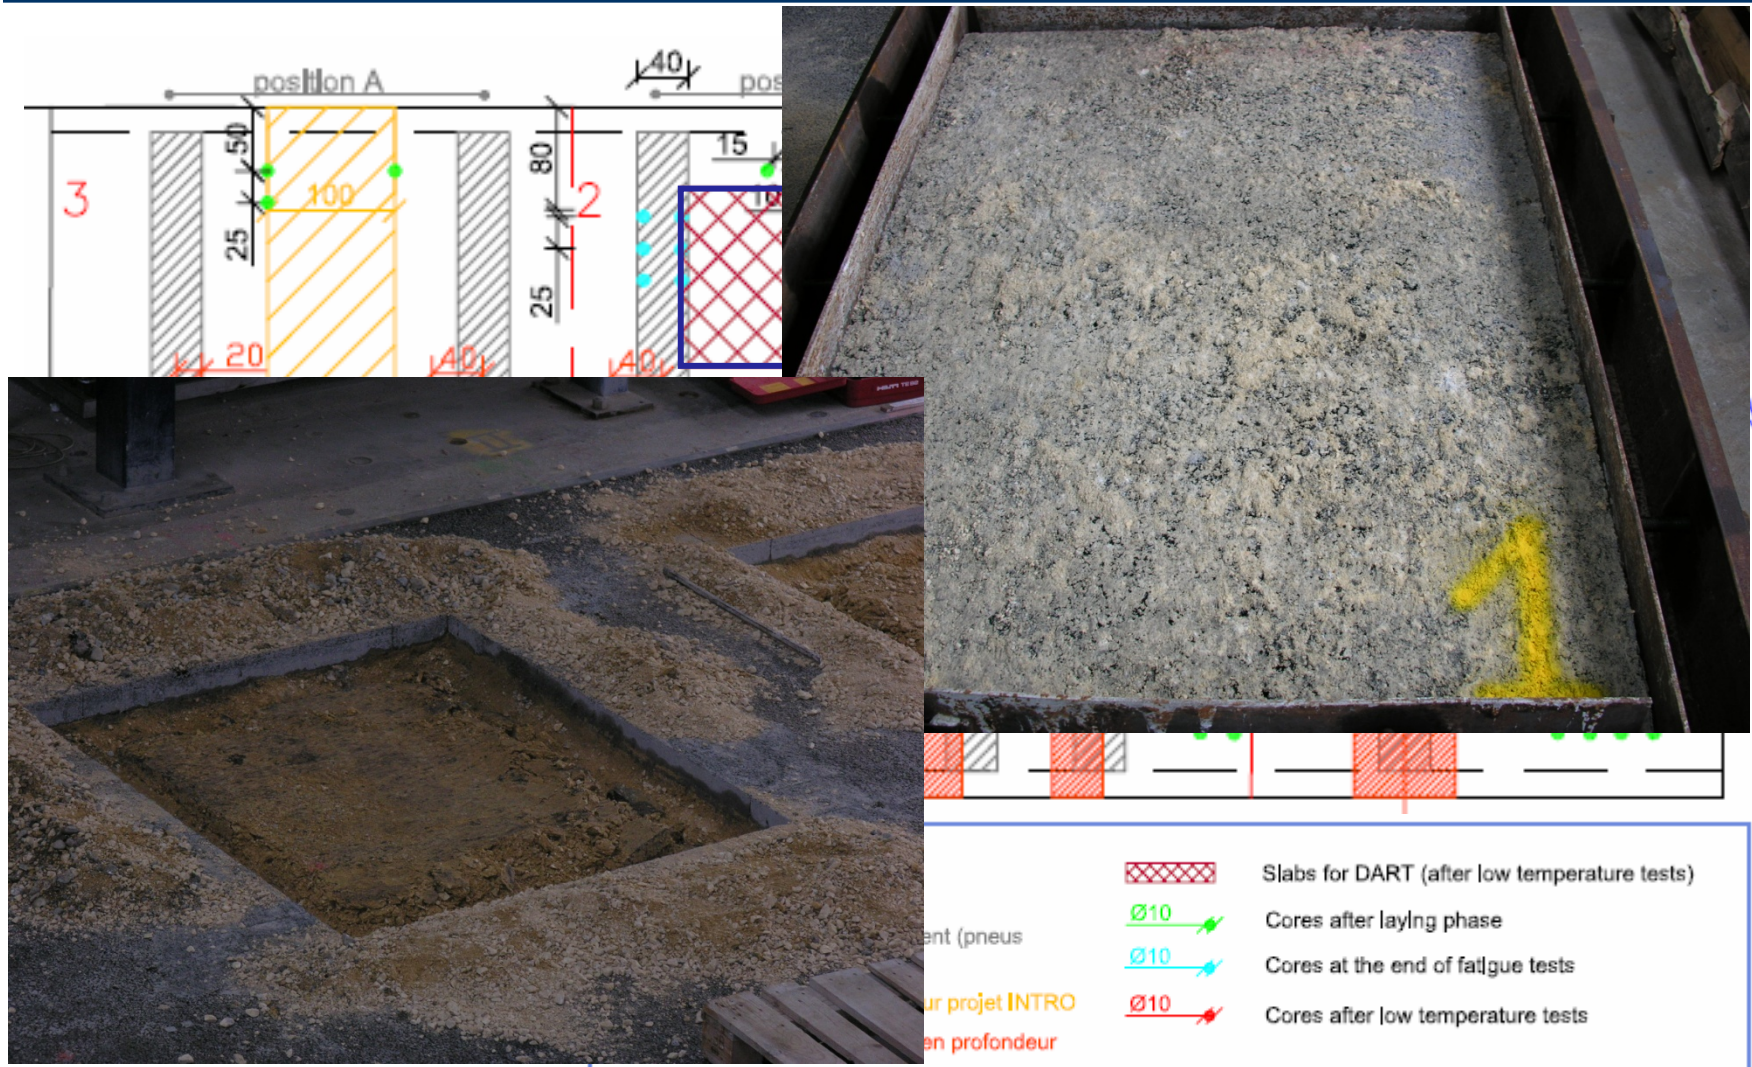 position A
40
50
80
15
3
100
2
25
25
20
40
40
1
Slabs for DART (after low temperature tests)
Ø10
Cores after laying phase
ent (pneus
Ø10
Cores at the end of fatigue tests
ur projet INTRO
Ø10
Cores after low temperature tests
en profondeur